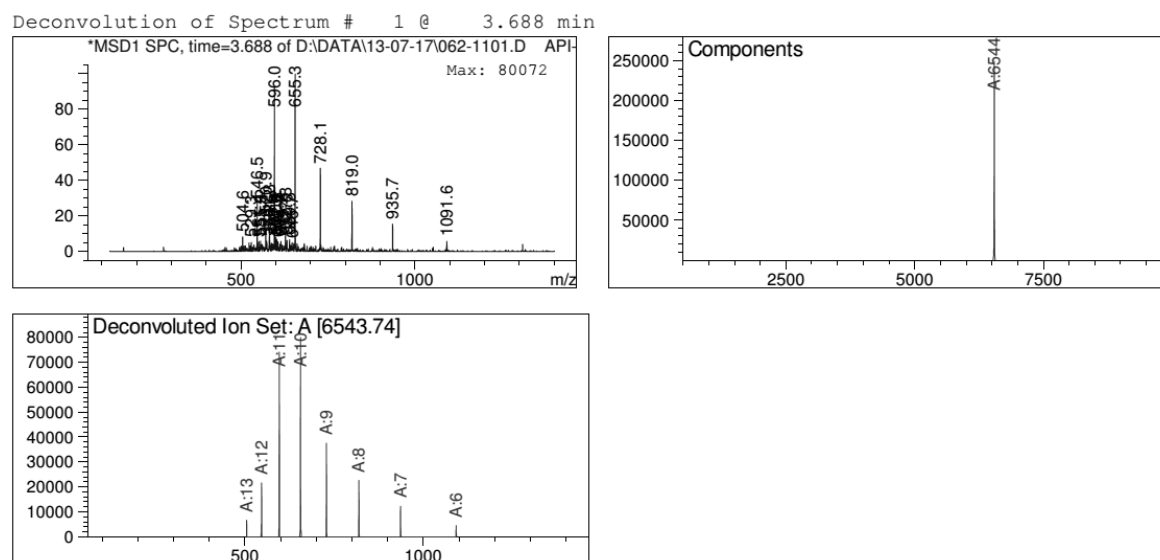 Deconvolution of Spectrum # 1 @ 3.688 min
*MSD1 SPC, time=3.688 of D:\DATA\13-07-17\062-1101.D API-
Max: 80072
80
60
40
20
0
504.6
546.5
596.0
655.3
728.1
819.0
935.7
1091.6
500
1000
m/z
Components
250000
200000
150000
100000
50000
A:6544
2500
5000
7500
Deconvoluted Ion Set: A [6543.74]
80000
70000
60000
50000
40000
30000
20000
10000
0
A:13
A:12
A:11
A:10
A:9
A:8
A:7
A:6
500
1000